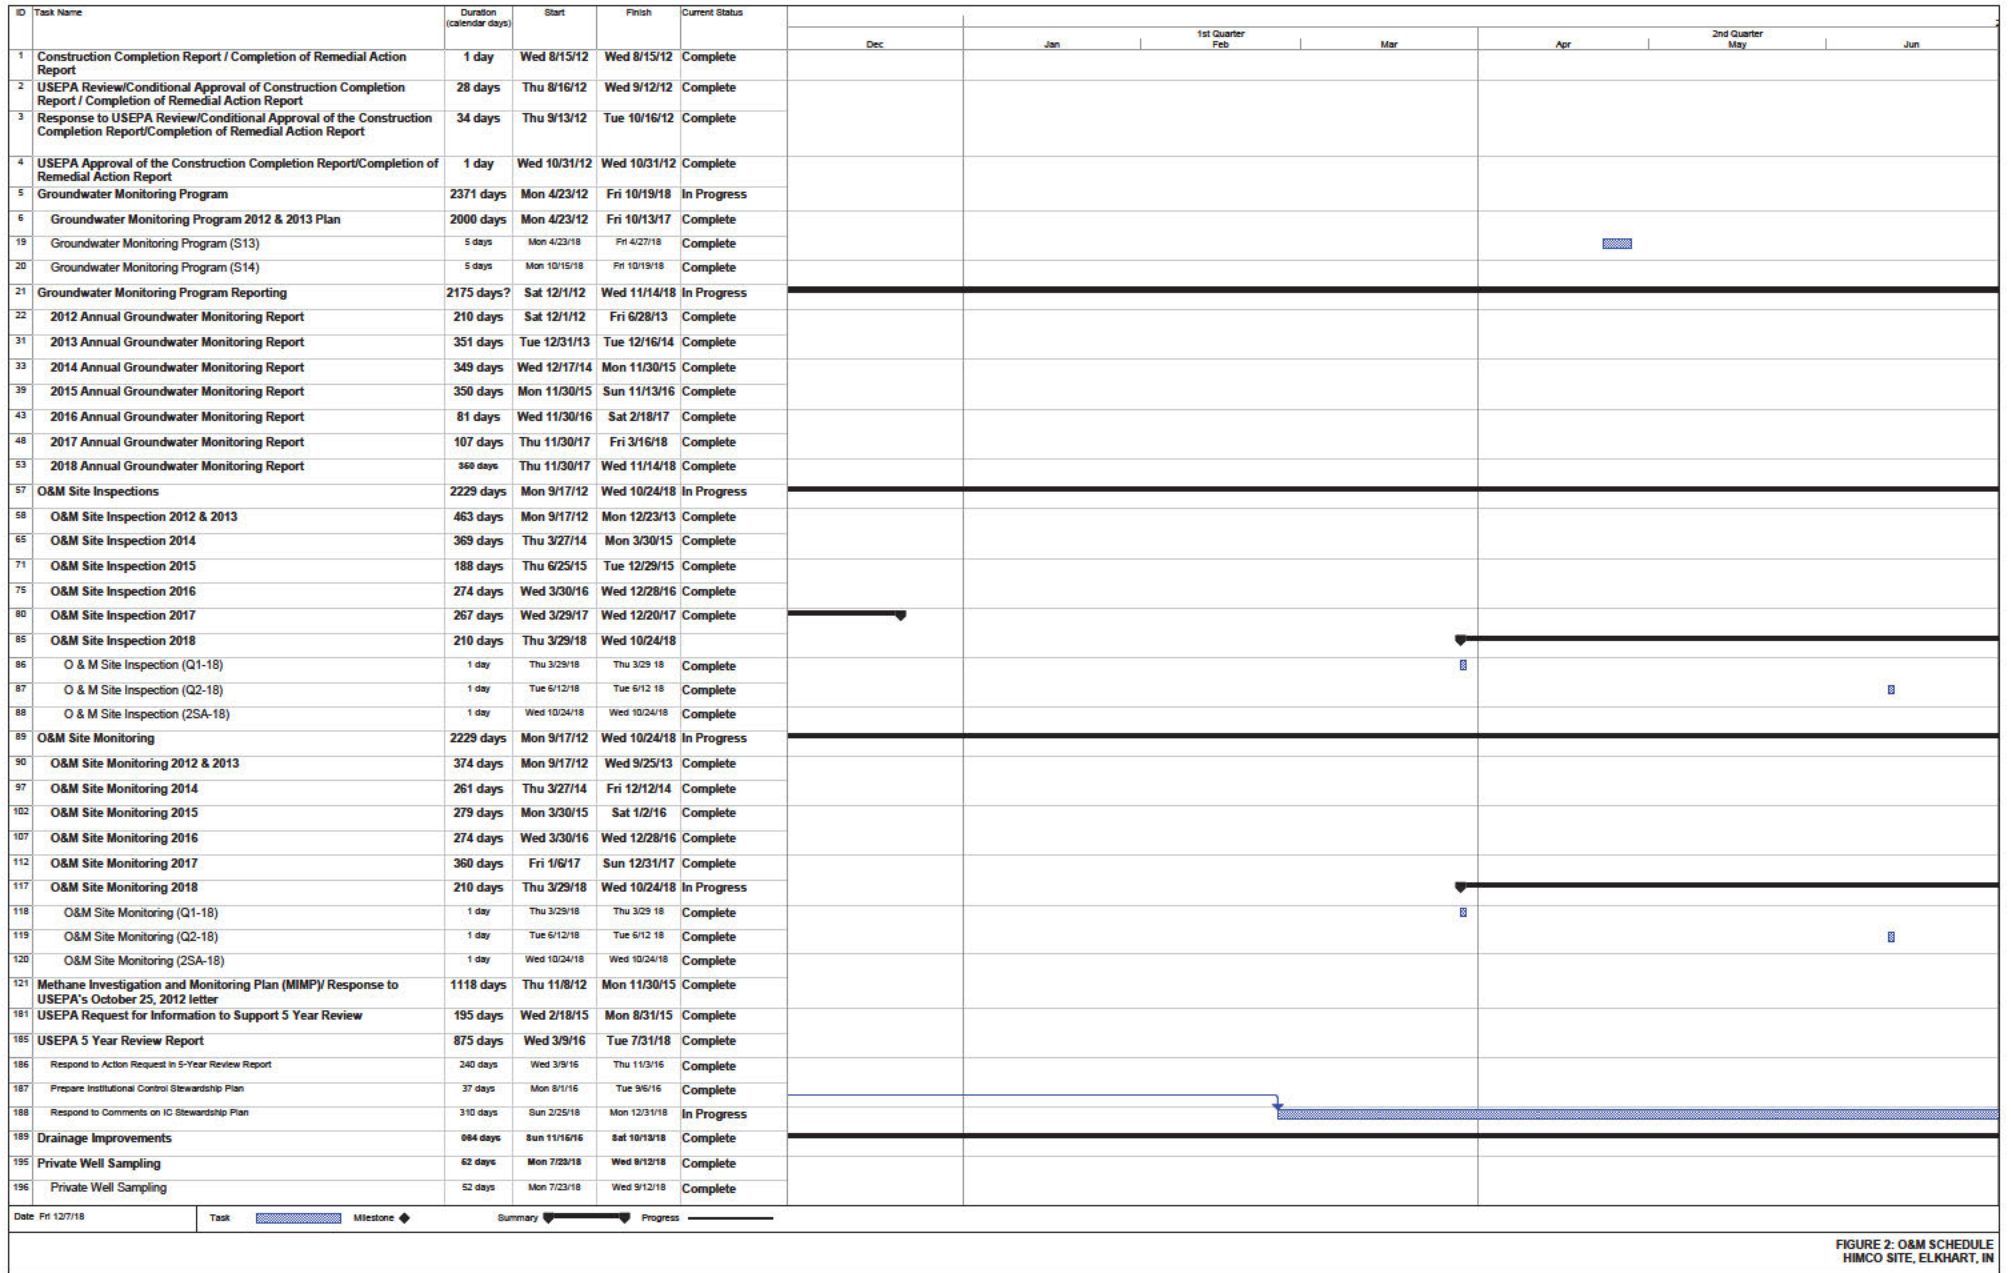 ID Task Name Duration Start Finish Current Status
(calendar days)
1st Quarter 2nd Quarter
Dec Jan Feb Mar Apr May Jun
1 Construction Completion Report / Completion of Remedial Action 1 day Wed 8/15/12 Wed 8/15/12 Complete
Report
2 USEPA Review/Conditional Approval of Construction Completion 28 days Thu 8/16/12 Wed 9/12/12 Complete
Report / Completion of Remedial Action Report
3 Response to USEPA Review/Conditional Approval of the Construction 34 days Thu 9/13/12 Tue 10/16/12 Complete
Completion Report/Completion of Remedial Action Report
4 USEPA Approval of the Construction Completion Report/Completion of 1 day Wed 10/31/12 Wed 10/31/12 Complete
Remedial Action Report
5 Groundwater Monitoring Program 2371 days Mon 4/23/12 Fri 10/19/18 In Progress
6 Groundwater Monitoring Program 2012 & 2013 Plan 2000 days Mon 4/23/12 Fri 10/13/17 Complete
19 Groundwater Monitoring Program (S13) 5 days Mon 4/23/18 Fri 4/27/18 Complete
20 Groundwater Monitoring Program (S14) 5 days Mon 10/15/18 Fri 10/19/18 Complete
21 Groundwater Monitoring Program Reporting 2175 days? Sat 12/1/12 Wed 11/14/18 In Progress
22 2012 Annual Groundwater Monitoring Report 210 days Sat 12/1/12 Fri 6/28/13 Complete
31 2013 Annual Groundwater Monitoring Report 351 days Tue 12/31/13 Tue 12/16/14 Complete
33 2014 Annual Groundwater Monitoring Report 349 days Wed 12/17/14 Mon 11/30/15 Complete
39 2015 Annual Groundwater Monitoring Report 350 days Mon 11/30/15 Sun 11/13/16 Complete
43 2016 Annual Groundwater Monitoring Report 81 days Wed 11/30/16 Sat 2/18/17 Complete
48 2017 Annual Groundwater Monitoring Report 107 days Thu 11/30/17 Fri 3/16/18 Complete
53 2018 Annual Groundwater Monitoring Report 350 days Thu 11/30/17 Wed 11/14/18 Complete
57 O&M Site Inspections 2229 days Mon 9/17/12 Wed 10/24/18 In Progress
58 O&M Site Inspection 2012 & 2013 463 days Mon 9/17/12 Mon 12/23/13 Complete
65 O&M Site Inspection 2014 369 days Thu 3/27/14 Mon 3/30/15 Complete
71 O&M Site Inspection 2015 188 days Thu 6/25/15 Tue 12/29/15 Complete
75 O&M Site Inspection 2016 274 days Wed 3/30/16 Wed 12/28/16 Complete
80 O&M Site Inspection 2017 267 days Wed 3/29/17 Wed 12/20/17 Complete
85 O&M Site Inspection 2018 210 days Thu 3/29/18 Wed 10/24/18
86 O & M Site Inspection (Q1-18) 1 day Thu 3/29/18 Thu 3/29 18 Complete
87 O & M Site Inspection (Q2-18) 1 day Tue 6/12/18 Tue 6/12 18 Complete
88 O & M Site Inspection (2SA-18) 1 day Wed 10/24/18 Wed 10/24/18 Complete
89 O&M Site Monitoring 2229 days Mon 9/17/12 Wed 10/24/18 In Progress
90 O&M Site Monitoring 2012 & 2013 374 days Mon 9/17/12 Wed 9/25/13 Complete
97 O&M Site Monitoring 2014 261 days Thu 3/27/14 Fri 12/12/14 Complete
102 O&M Site Monitoring 2015 279 days Mon 3/30/15 Sat 1/2/16 Complete
107 O&M Site Monitoring 2016 274 days Wed 3/30/16 Wed 12/28/16 Complete
112 O&M Site Monitoring 2017 360 days Fri 1/6/17 Sun 12/31/17 Complete
117 O&M Site Monitoring 2018 210 days Thu 3/29/18 Wed 10/24/18 In Progress
118 O&M Site Monitoring (Q1-18) 1 day Thu 3/29/18 Thu 3/29 18 Complete
119 O&M Site Monitoring (Q2-18) 1 day Tue 6/12/18 Tue 6/12 18 Complete
120 O&M Site Monitoring (2SA-18) 1 day Wed 10/24/18 Wed 10/24/18 Complete
121 Methane Investigation and Monitoring Plan (MIMP)/ Response to 1118 days Thu 11/8/12 Mon 11/30/15 Complete
USEPA's October 25, 2012 letter
181 USEPA Request for Information to Support 5 Year Review 195 days Wed 2/18/15 Mon 8/31/15 Complete
185 USEPA 5 Year Review Report 875 days Wed 3/9/16 Tue 7/31/18 Complete
186 Respond to Action Request in 5-Year Review Report 240 days Wed 3/9/16 Thu 11/3/16 Complete
187 Prepare Institutional Control Stewardship Plan 37 days Mon 8/1/16 Tue 9/6/16 Complete
188 Respond to Comments on IC Stewardship Plan 310 days Sun 2/25/18 Mon 12/31/18 In Progress
189 Drainage Improvements days Sun Sat 10/13/18 Complete
195 Private Well Sampling 52 days Mon 7/23/18 Wed 9/12/18 Complete
196 Private Well Sampling 52 days Mon 7/23/18 Wed 9/12/18 Complete
Date Fri 12/7/18 Task Milestone Summary Progress
FIGURE 2: O&M SCHEDULE
HIMCO SITE, ELKHART, IN